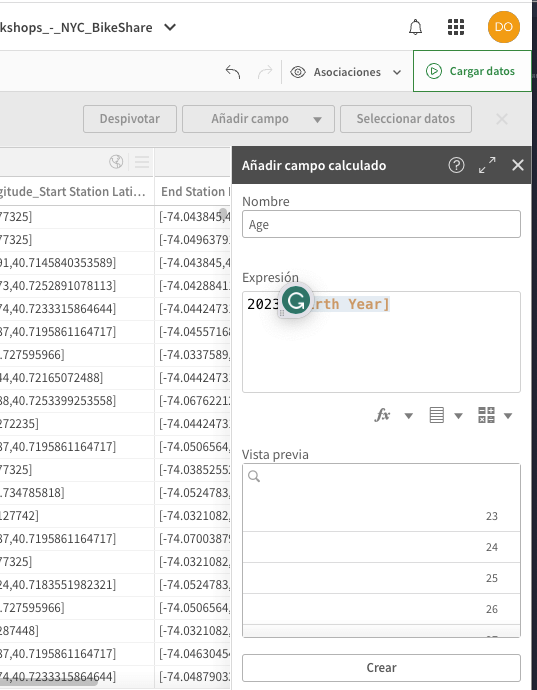 kshops_-_NYC_BikeShare
DO
Asociaciones
Cargar datos
Despivotar
Añadir campo
Seleccionar datos
gitude_Start Station Lati...
End Station
77325]
[-74.043845,4
77325]
[-74.0496379
91,40.7145840353589]
[-74.043845,4
73,40.7252891078113]
[-74.0428411
74,40.7233315864644]
[-74.0442473
37,40.7195861164717]
[-74.0455716
.727595966]
[-74.0337589,
44,40.72165072488]
[-74.0442473
38,40.7253399253558]
[-74.0676221
272235]
[-74.0442473
37,40.7195861164717]
[-74.0506564,
77325]
[-74.0385255
.734785818]
[-74.0524783,
127742]
[-74.0321082,
37,40.7195861164717]
[-74.0700387
77325]
[-74.0321082,
24,40.7183551982321]
[-74.0524783,
.727595966]
[-74.0506564,
287448]
[-74.0321082,
37,40.7195861164717]
[-74.0463045
74,40.7233315864644]
[-74.0487903
Añadir campo calculado
Nombre
Age
Expresión
2023 rth Year]
fx
Vista previa
23
24
25
26
Crear